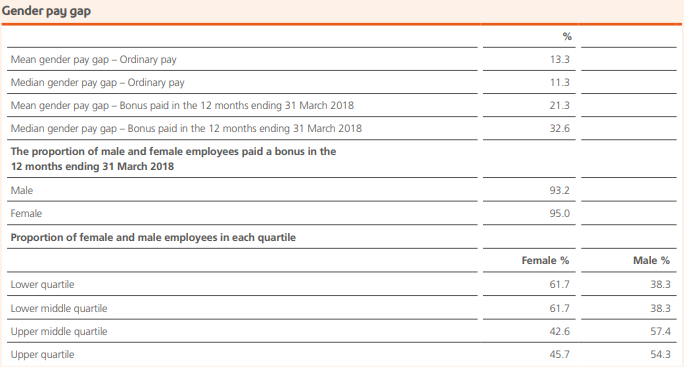 Gender pay gap
%
Mean gender pay gap – Ordinary pay 13.3
Median gender pay gap – Ordinary pay 11.3
Mean gender pay gap – Bonus paid in the 12 months ending 31 March 2018 21.3
Median gender pay gap – Bonus paid in the 12 months ending 31 March 2018 32.6
The proportion of male and female employees paid a bonus in the
12 months ending 31 March 2018
Male 93.2
Female 95.0
Proportion of female and male employees in each quartile
Female % Male %
Lower quartile 61.7 38.3
Lower middle quartile 61.7 38.3
Upper middle quartile 42.6 57.4
Upper quartile 45.7 54.3